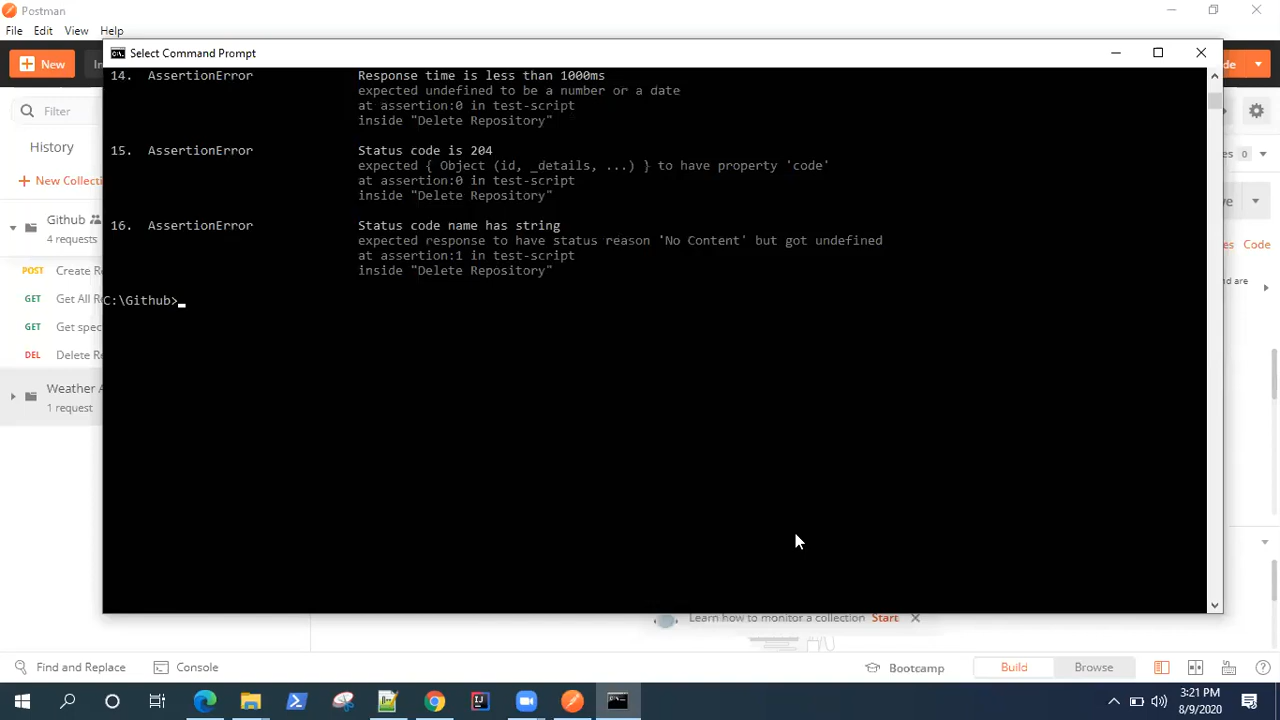 Postman
File Edit View Help
Select Command Prompt
New
14. AssertionError Response time is less than 1000ms
expected undefined to be a number or a date
at assertion:0 in test-script
inside "Delete Repository"
15. AssertionError Status code is 204
expected { Object (id, _details, ...) } to have property 'code'
at assertion:0 in test-script
inside "Delete Repository"
16. AssertionError Status code name has string
expected response to have status reason 'No Content' but got undefined
at assertion:1 in test-script
inside "Delete Repository"
C:\Github>
Filter
History
New Collecti
Github
4 requests
POST Create R
GET Get All R
GET Get spec
DEL Delete R
Weather A
1 request
0
Code
d are
Learn how to monitor a collection Start
Find and Replace Console Bootcamp Build Browse
3:21 PM
8/9/2020